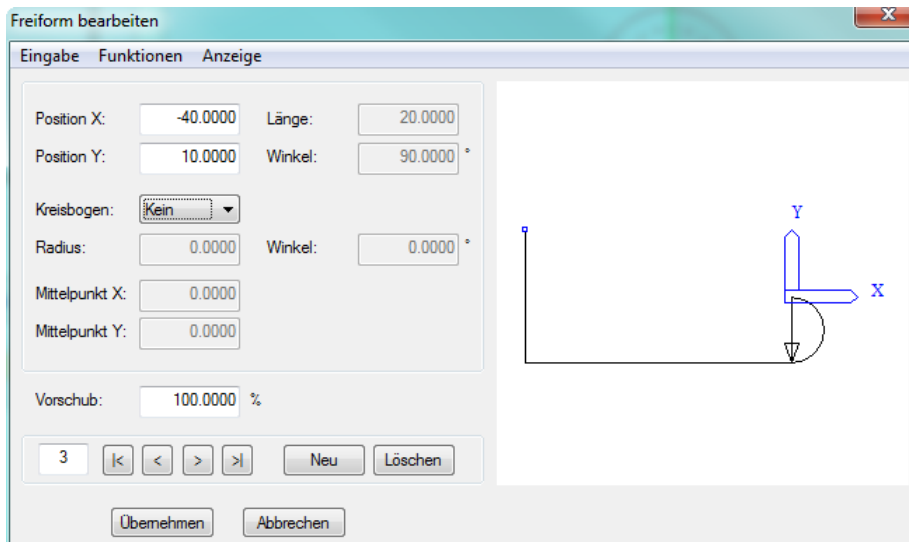 Freiform bearbeiten
x
Eingabe Funktionen Anzeige
Position X: -40.0000 Länge: 20.0000
Position Y: 10.0000 Winkel: 90.0000 °
Kreisbogen: Kein
Radius: 0.0000 Winkel: 0.0000 °
Mittelpunkt X: 0.0000
Mittelpunkt Y: 0.0000
Vorschub: 100.0000 %
3 |< < > >| Neu Löschen
Übernehmen Abbrechen
Y
X